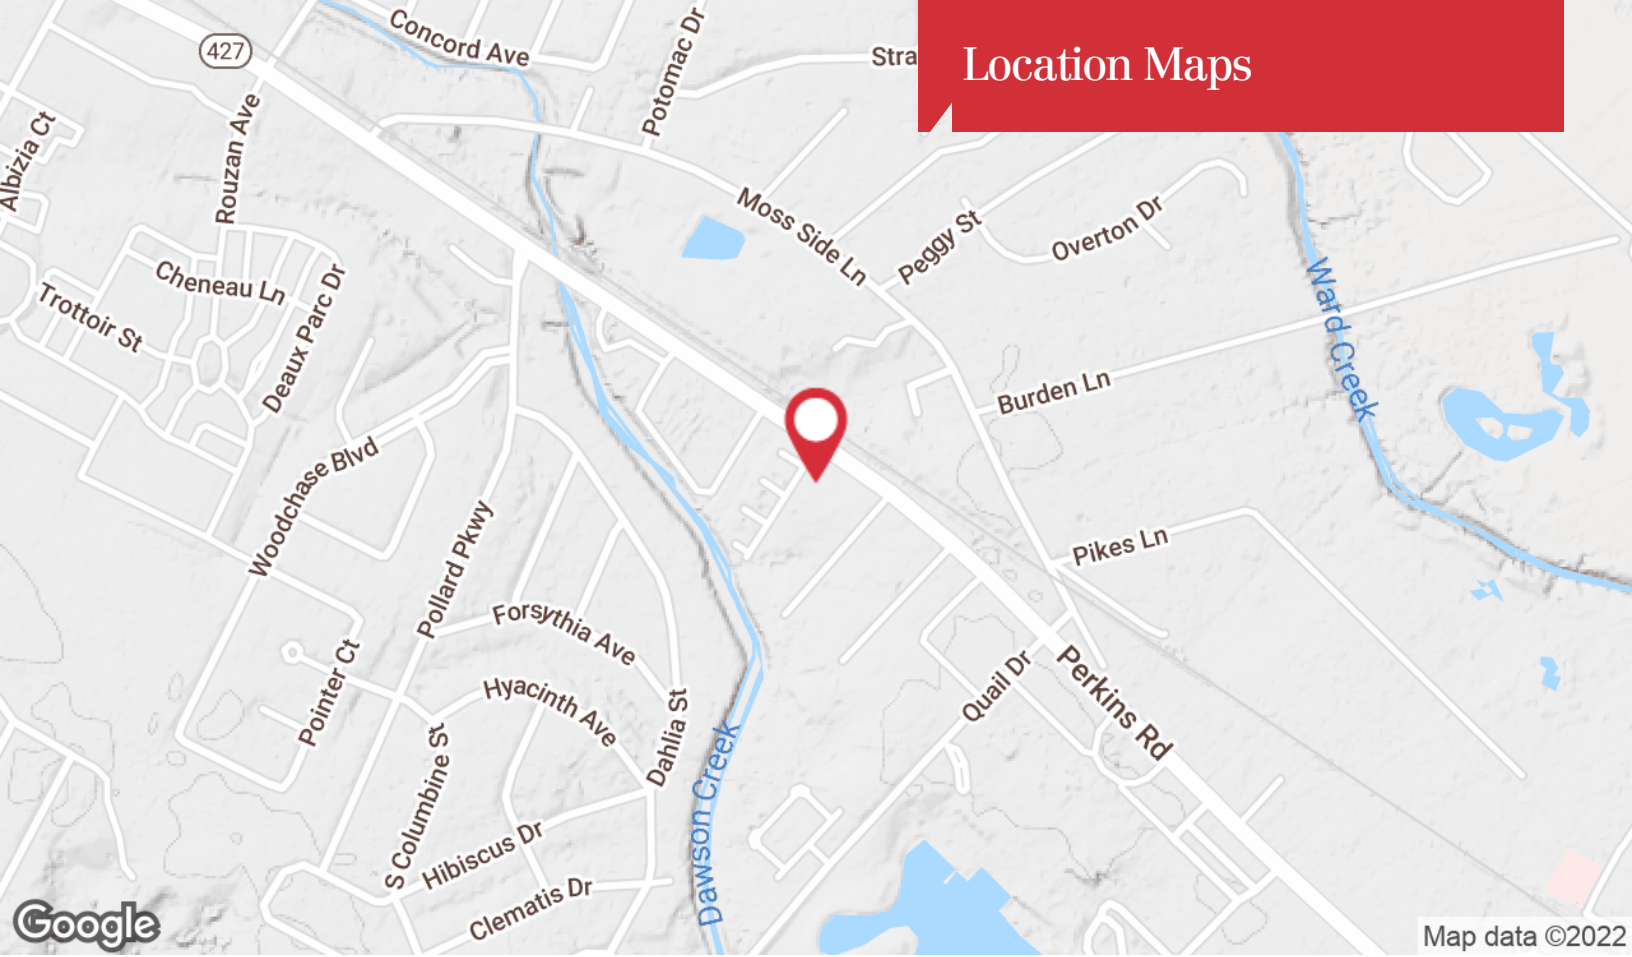 Location Maps
Concord Ave
Potomac Dr
Stra
427
Rouzan Ave
Albizia Ct
Moss Side Ln
Peggy St
Overton Dr
Cheneau Ln
Trottoir St
Deaux Parc Dr
Ward Creek
Burden Ln
Woodchase Blvd
Pollard Pkwy
Pikes Ln
Forsythia Ave
Pointer Ct
Hyacinth Ave
Dahlia St
Quail Dr
Perkins Rd
S Columbine St
Dawson Creek
Hibiscus Dr
Clematis Dr
Google
Map data ©2022